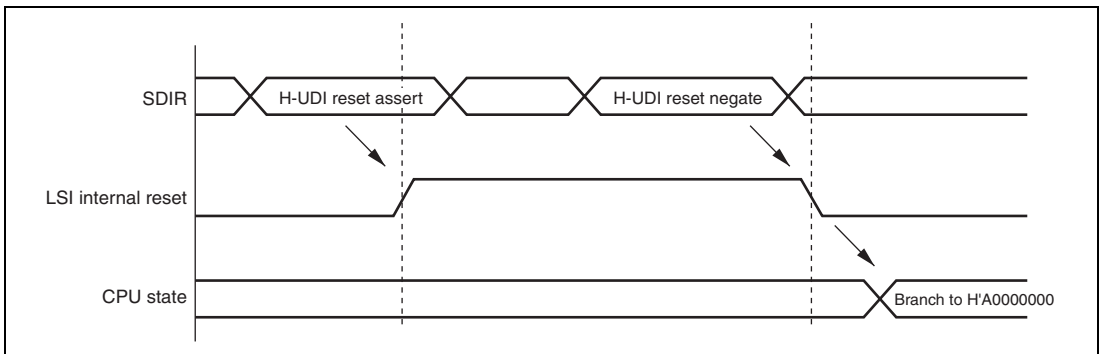 SDIR
H-UDI reset assert
H-UDI reset negate
LSI internal reset
CPU state
Branch to H'A0000000